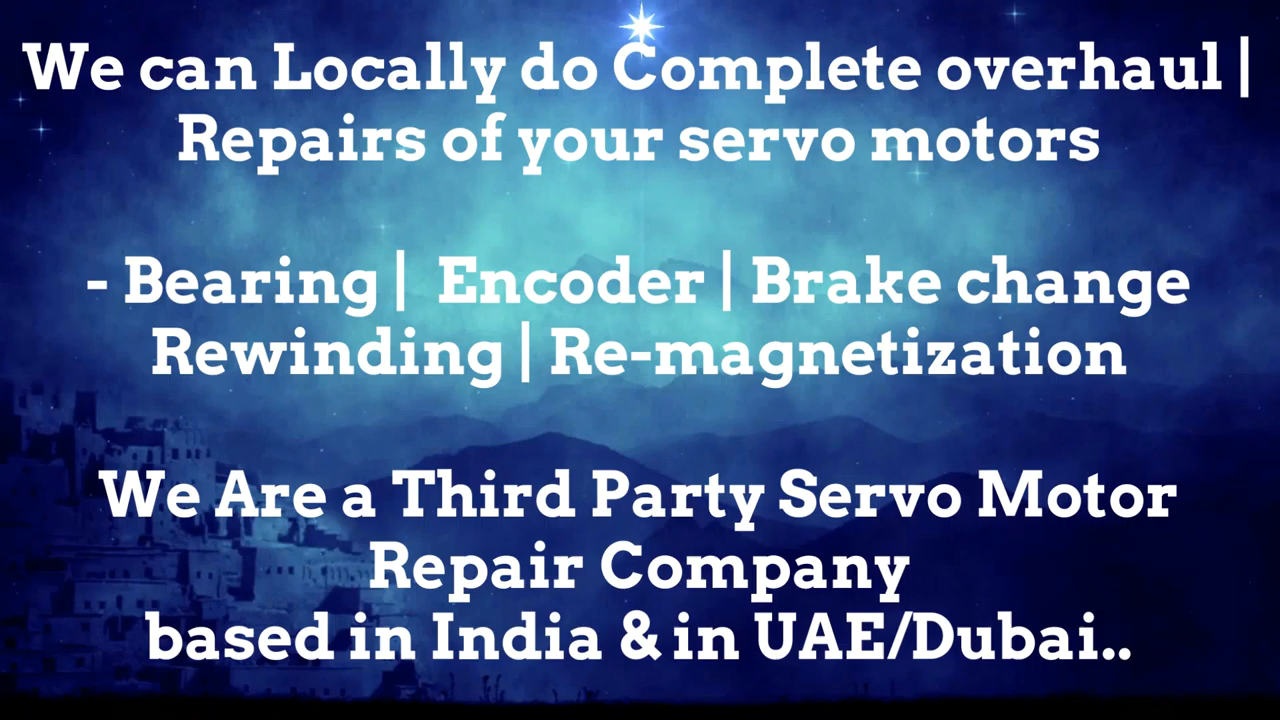 We can Locally do Complete overhaul |
Repairs of your servo motors
- Bearing | Encoder | Brake change
Rewinding | Re-magnetization
We Are a Third Party Servo Motor
Repair Company
based in India & in UAE/Dubai..